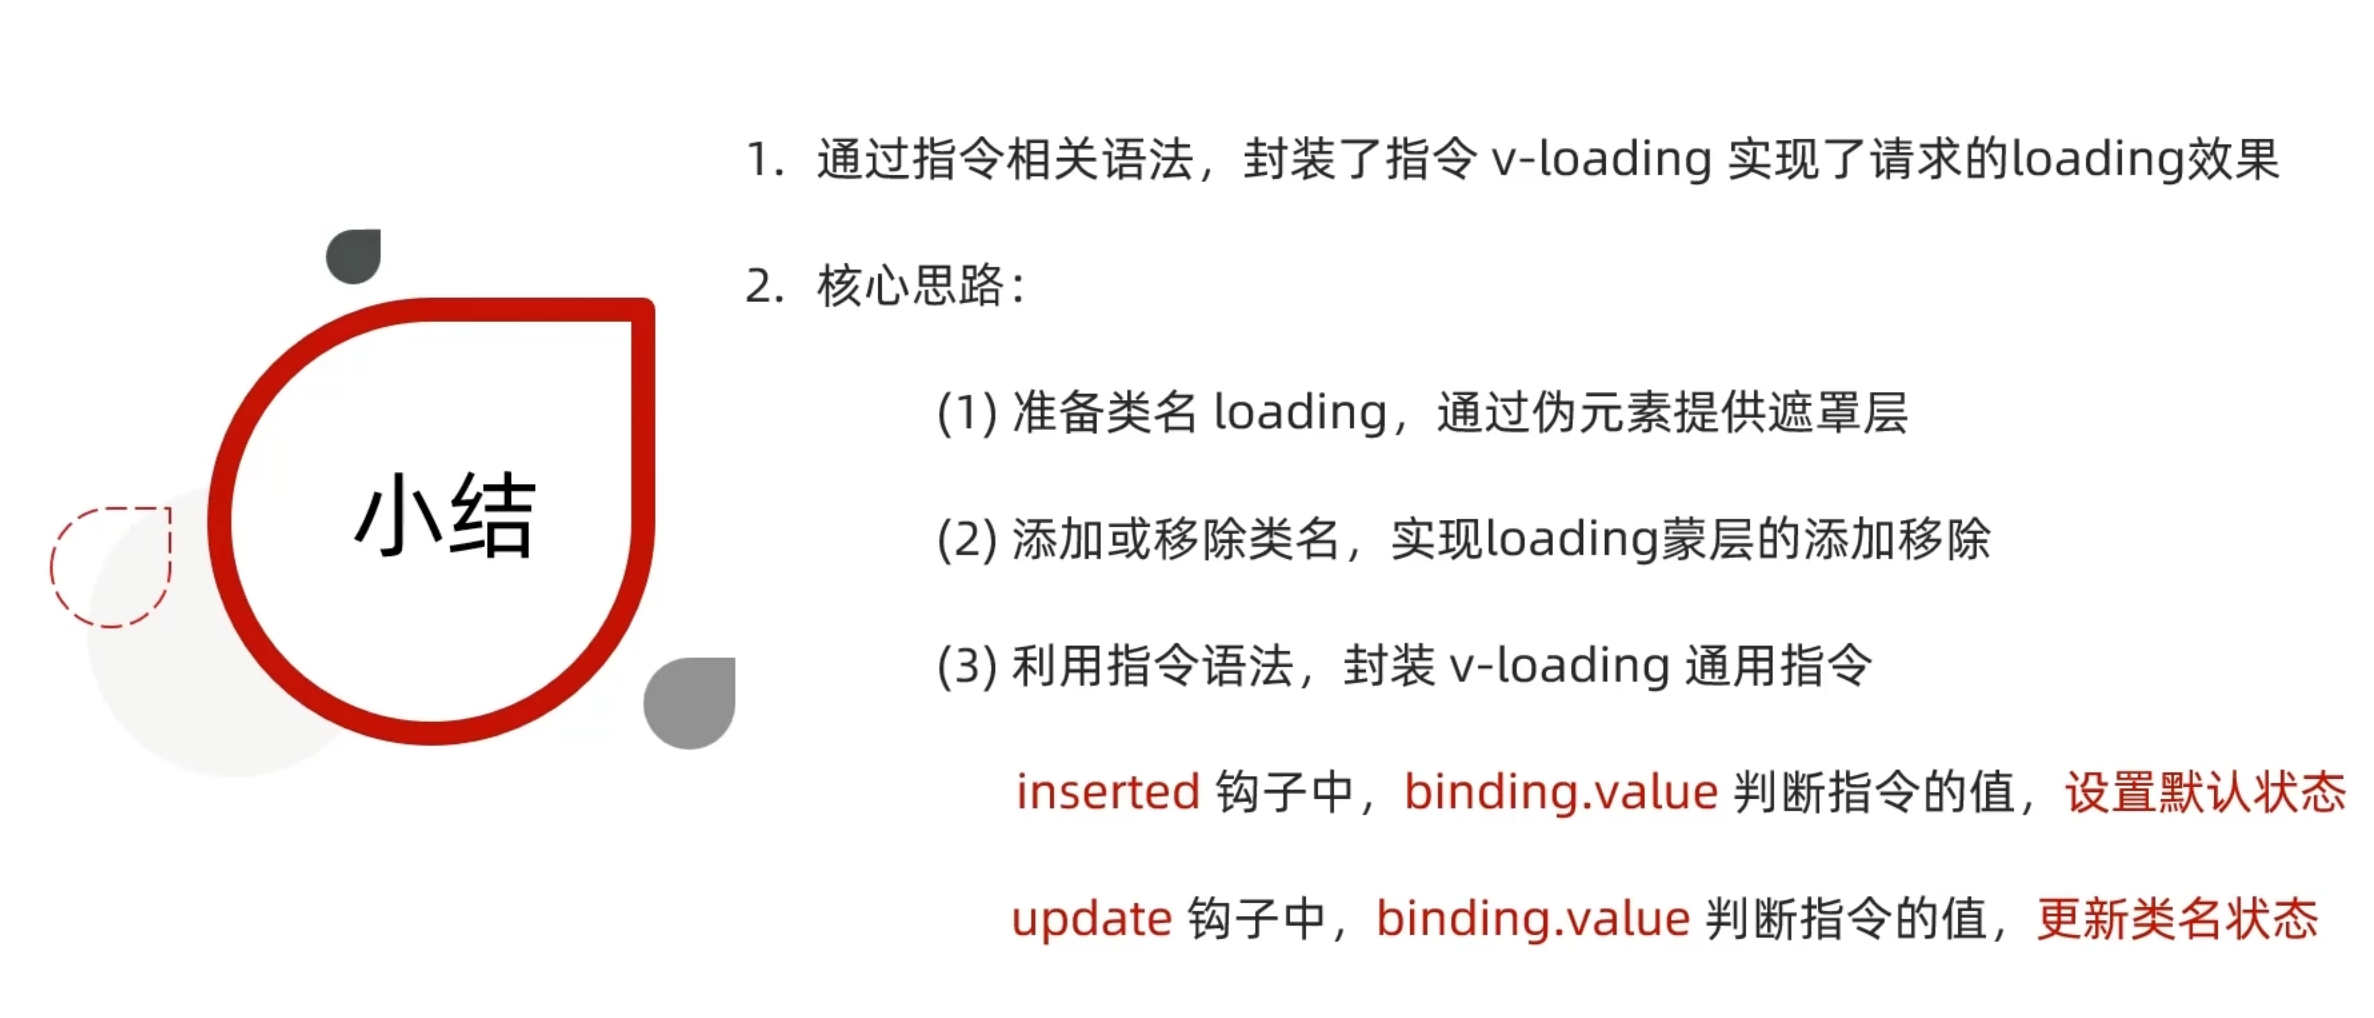 小结
1. 通过指令相关语法，封装了指令 v-loading 实现了请求的loading效果
2. 核心思路：
(1) 准备类名 loading，通过伪元素提供遮罩层
(2) 添加或移除类名，实现loading蒙层的添加移除
(3) 利用指令语法，封装 v-loading 通用指令
inserted 钩子中，binding.value 判断指令的值，设置默认状态
update 钩子中，binding.value 判断指令的值，更新类名状态